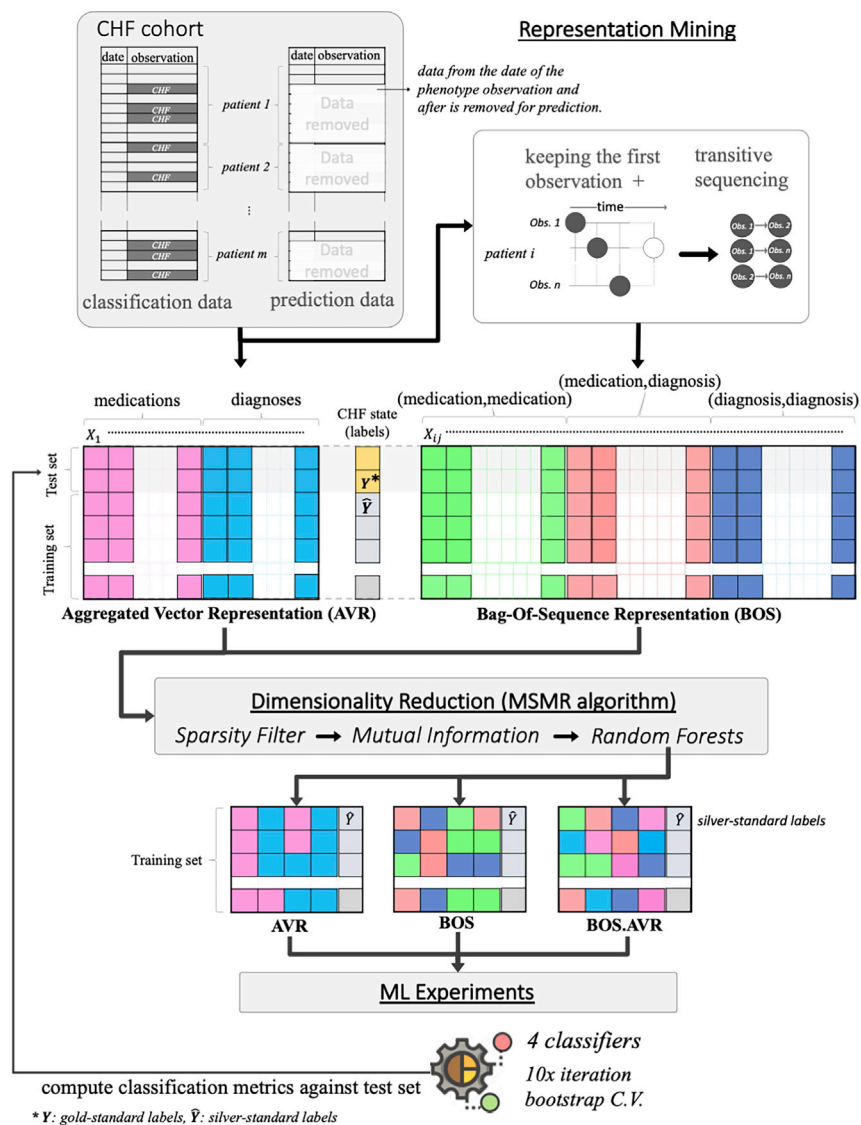 CHF cohort
Representation Mining
date observation
date observation
CHF
CHF
CHF
CHF
CHF
patient 1
patient 2
⋮
Data removed
Data removed
data from the date of the
phenotype observation and
after is removed for prediction.
CHF
CHF
CHF
patient m
Data removed
classification data
prediction data
keeping the first
observation +
transitive
sequencing
time
Obs. 1
patient i
Obs. n
Obs. 1 Obs. 2
Obs. 1 Obs. n
Obs. 2 Obs. n
medications
diagnoses
CHF state
(labels)
(medication,medication)
(medication,diagnosis)
(diagnosis,diagnosis)
X₁
Xᵢⱼ
Test set
Training set
Y*
Ŷ
Aggregated Vector Representation (AVR)
Bag-Of-Sequence Representation (BOS)
Dimensionality Reduction (MSMR algorithm)
Sparsity Filter Mutual Information Random Forests
Training set
Ŷ
Ŷ
Ŷ
silver-standard labels
AVR
BOS
BOS.AVR
ML Experiments
4 classifiers
10x iteration
bootstrap C.V.
compute classification metrics against test set
* Y: gold-standard labels, Ŷ: silver-standard labels